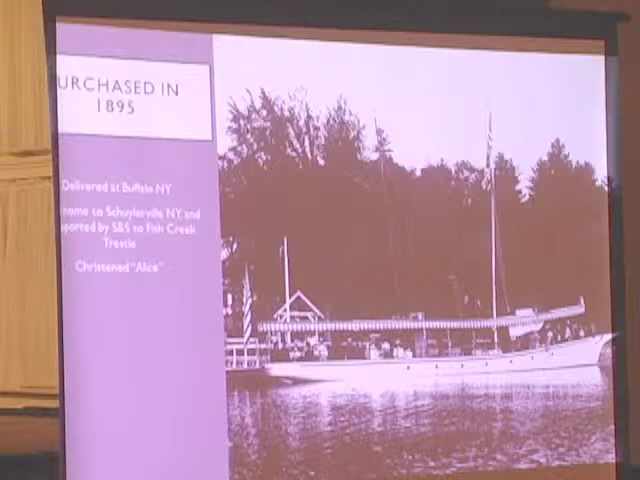 URCHASED IN
1895
Delivered at Buffalo NY
to Schuylerville NY and
ported by S&S to Fish Creek
Trestle
Christened "Alice"